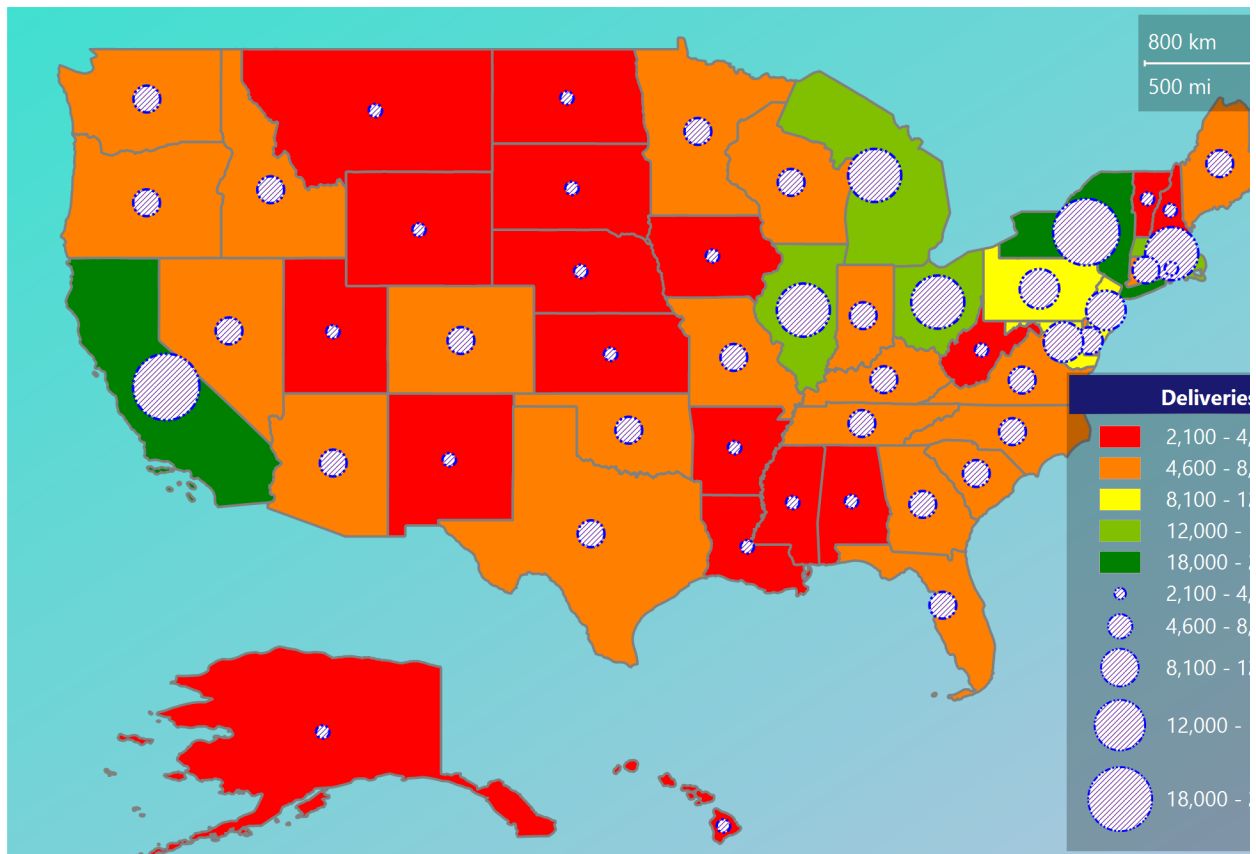 800 km
500 mi
Deliveries
2,100 - 4,
4,600 - 8,
8,100 - 1
12,000 -
18,000 -
2,100 - 4,
4,600 - 8,
8,100 - 1
12,000 -
18,000 -